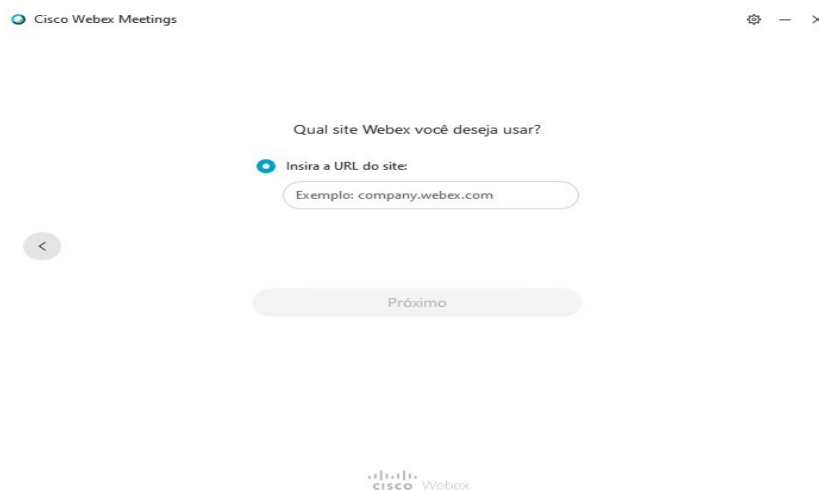 Cisco Webex Meetings
Qual site Webex você deseja usar?
Insira a URL do site:
Exemplo: company.webex.com
Próximo
cisco Webex